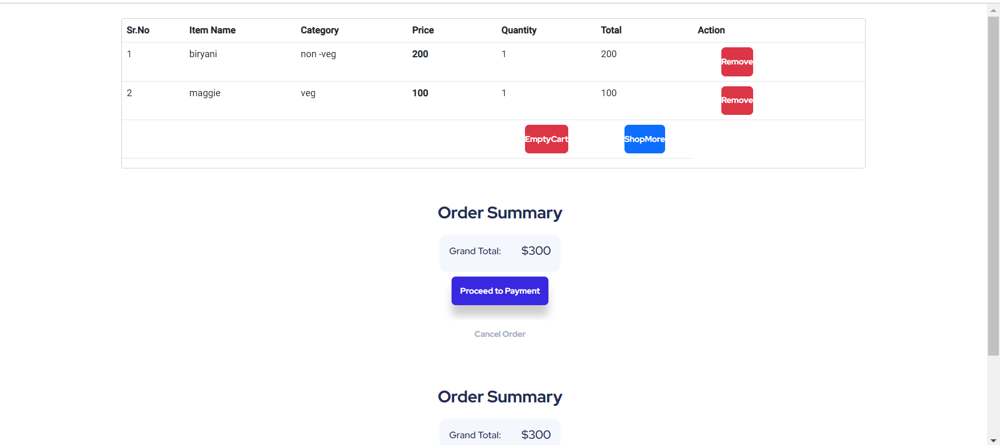 Sr.No Item Name Category Price Quantity Total Action
1 biryani non -veg 200 1 200 Remove
2 maggie veg 100 1 100 Remove
EmptyCart ShopMore
Order Summary
Grand Total: $300
Proceed to Payment
Cancel Order
Order Summary
Grand Total: $300